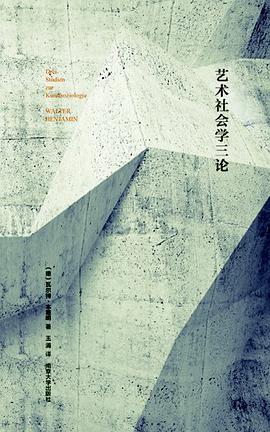 Drei
Studien
zur
Kunstsoziologie
WALTER
BENJAMIN
艺术社会学三论
（德）瓦尔特·本雅明 著
王涌 译
南京大学出版社